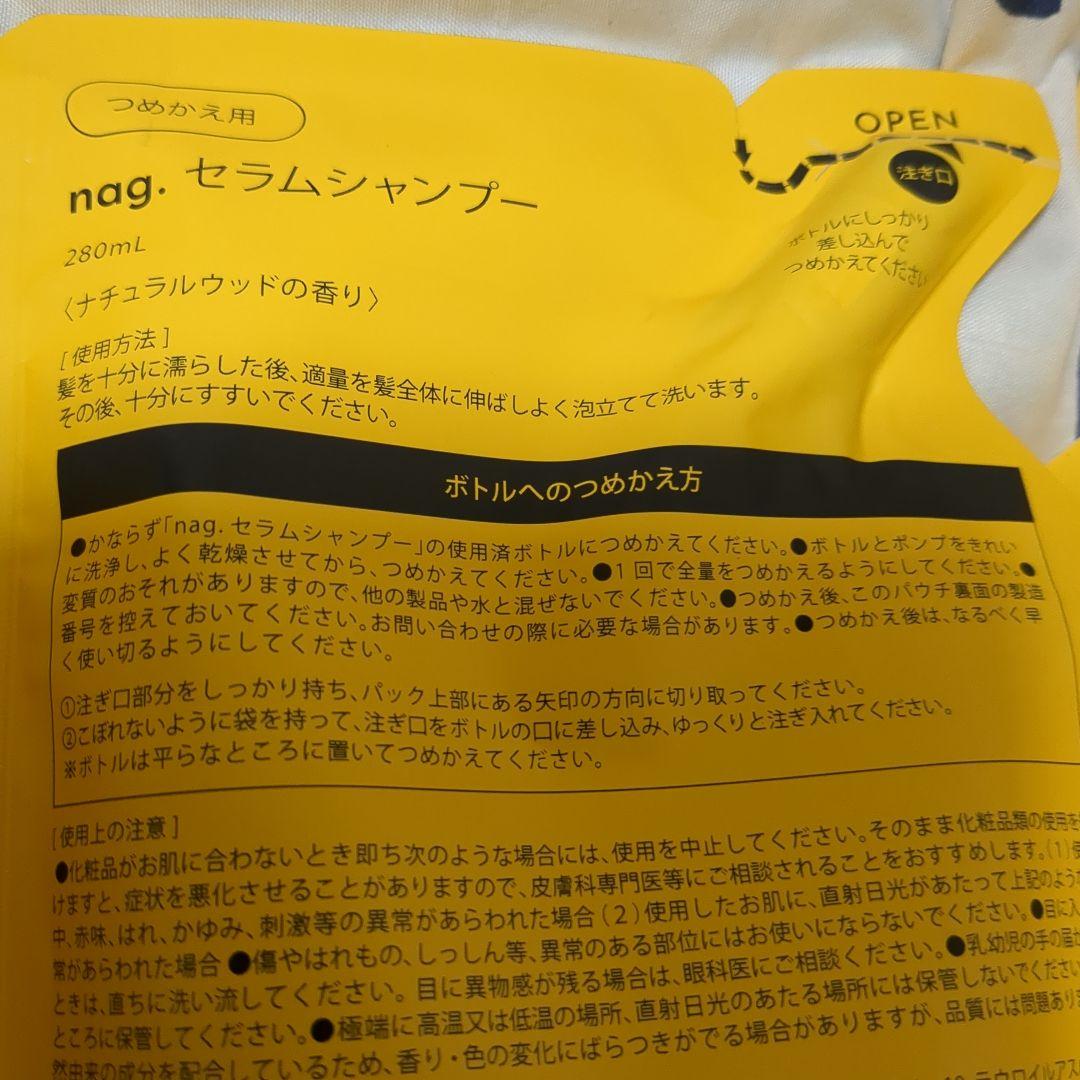 つめかえ用
nag. セラムシャンプー
280mL
〈ナチュラルウッドの香り〉
OPEN
注ぎ口
ボトルにしっかり
差し込んで
つめかえてください
[使用方法]
髪を十分に濡らした後、適量を髪全体に伸ばしよく泡立てて洗います。
その後、十分にすすいでください。
ボトルへのつめかえ方
●かならず「nag. セラムシャンプー」の使用済ボトルにつめかえてください。●ボトルとポンプをきれい
に洗浄し、よく乾燥させてから、つめかえてください。●1回で全量をつめかえるようにしてください。●
変質のおそれがありますので、他の製品や水と混ぜないでください。●つめかえ後、このパウチ裏面の製造
番号を控えておいてください。お問い合わせの際に必要な場合があります。●つめかえ後は、なるべく早
く使い切るようにしてください。
①注ぎ口部分をしっかり持ち、パック上部にある矢印の方向に切り取ってください。
②こぼれないように袋を持って、注ぎ口をボトルの口に差し込み、ゆっくりと注ぎ入れてください。
※ボトルは平らなところに置いてつめかえてください。
[使用上の注意]
●化粧品がお肌に合わないとき即ち次のような場合には、使用を中止してください。そのまま化粧品類の使用を
けますと、症状を悪化させることがありますので、皮膚科専門医等にご相談されることをおすすめします。(1)使
中、赤味、はれ、かゆみ、刺激等の異常があらわれた場合(2)使用したお肌に、直射日光があたって上記のような
常があらわれた場合 ●傷やはれもの、しっしん等、異常のある部位にはお使いにならないでください。●目に入
ときは、直ちに洗い流してください。目に異物感が残る場合は、眼科医にご相談ください。●乳幼児の手の届か
ところに保管してください。●極端に高温又は低温の場所、直射日光のあたる場所には保管しないでください
然由来の成分を配合しているため、香り・色の変化にばらつきがでる場合がありますが、品質には問題ありま